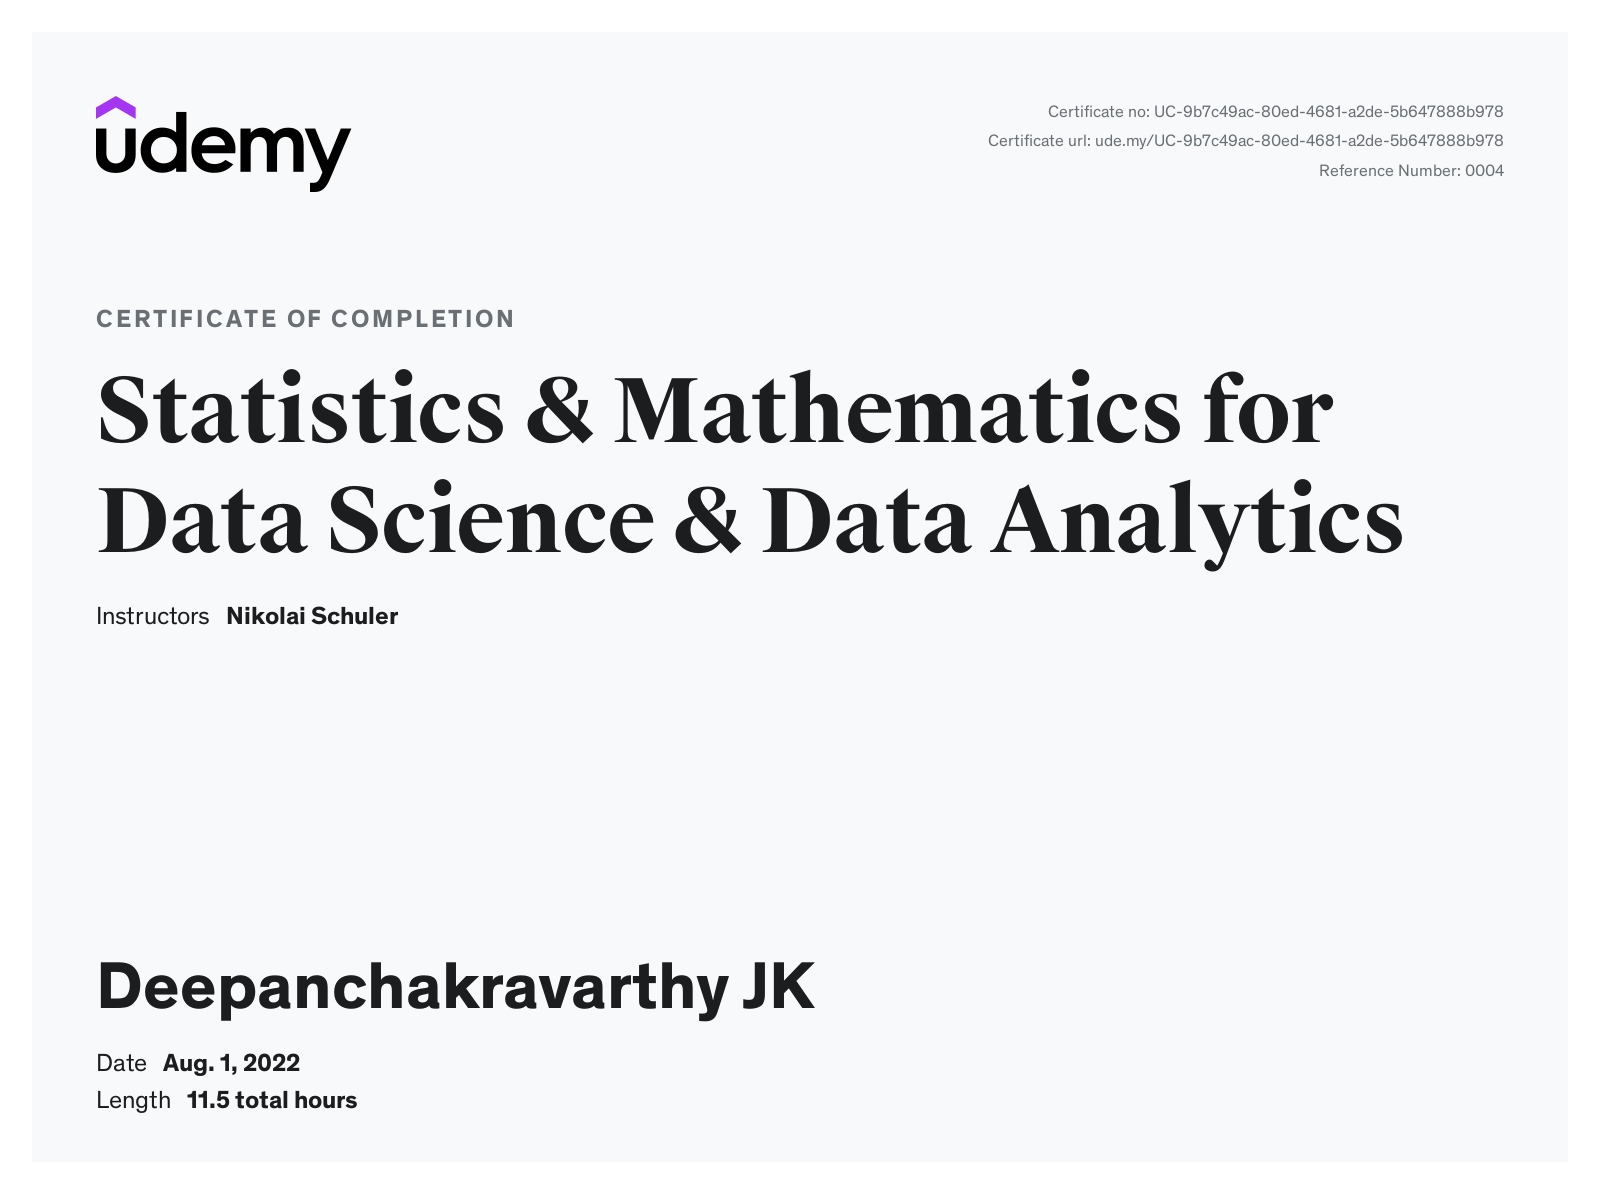 udemy
Certificate no: UC-9b7c49ac-80ed-4681-a2de-5b647888b978
Certificate url: ude.my/UC-9b7c49ac-80ed-4681-a2de-5b647888b978
Reference Number: 0004
CERTIFICATE OF COMPLETION
Statistics & Mathematics for
Data Science & Data Analytics
Instructors Nikolai Schuler
Deepanchakravarthy JK
Date Aug. 1, 2022
Length 11.5 total hours